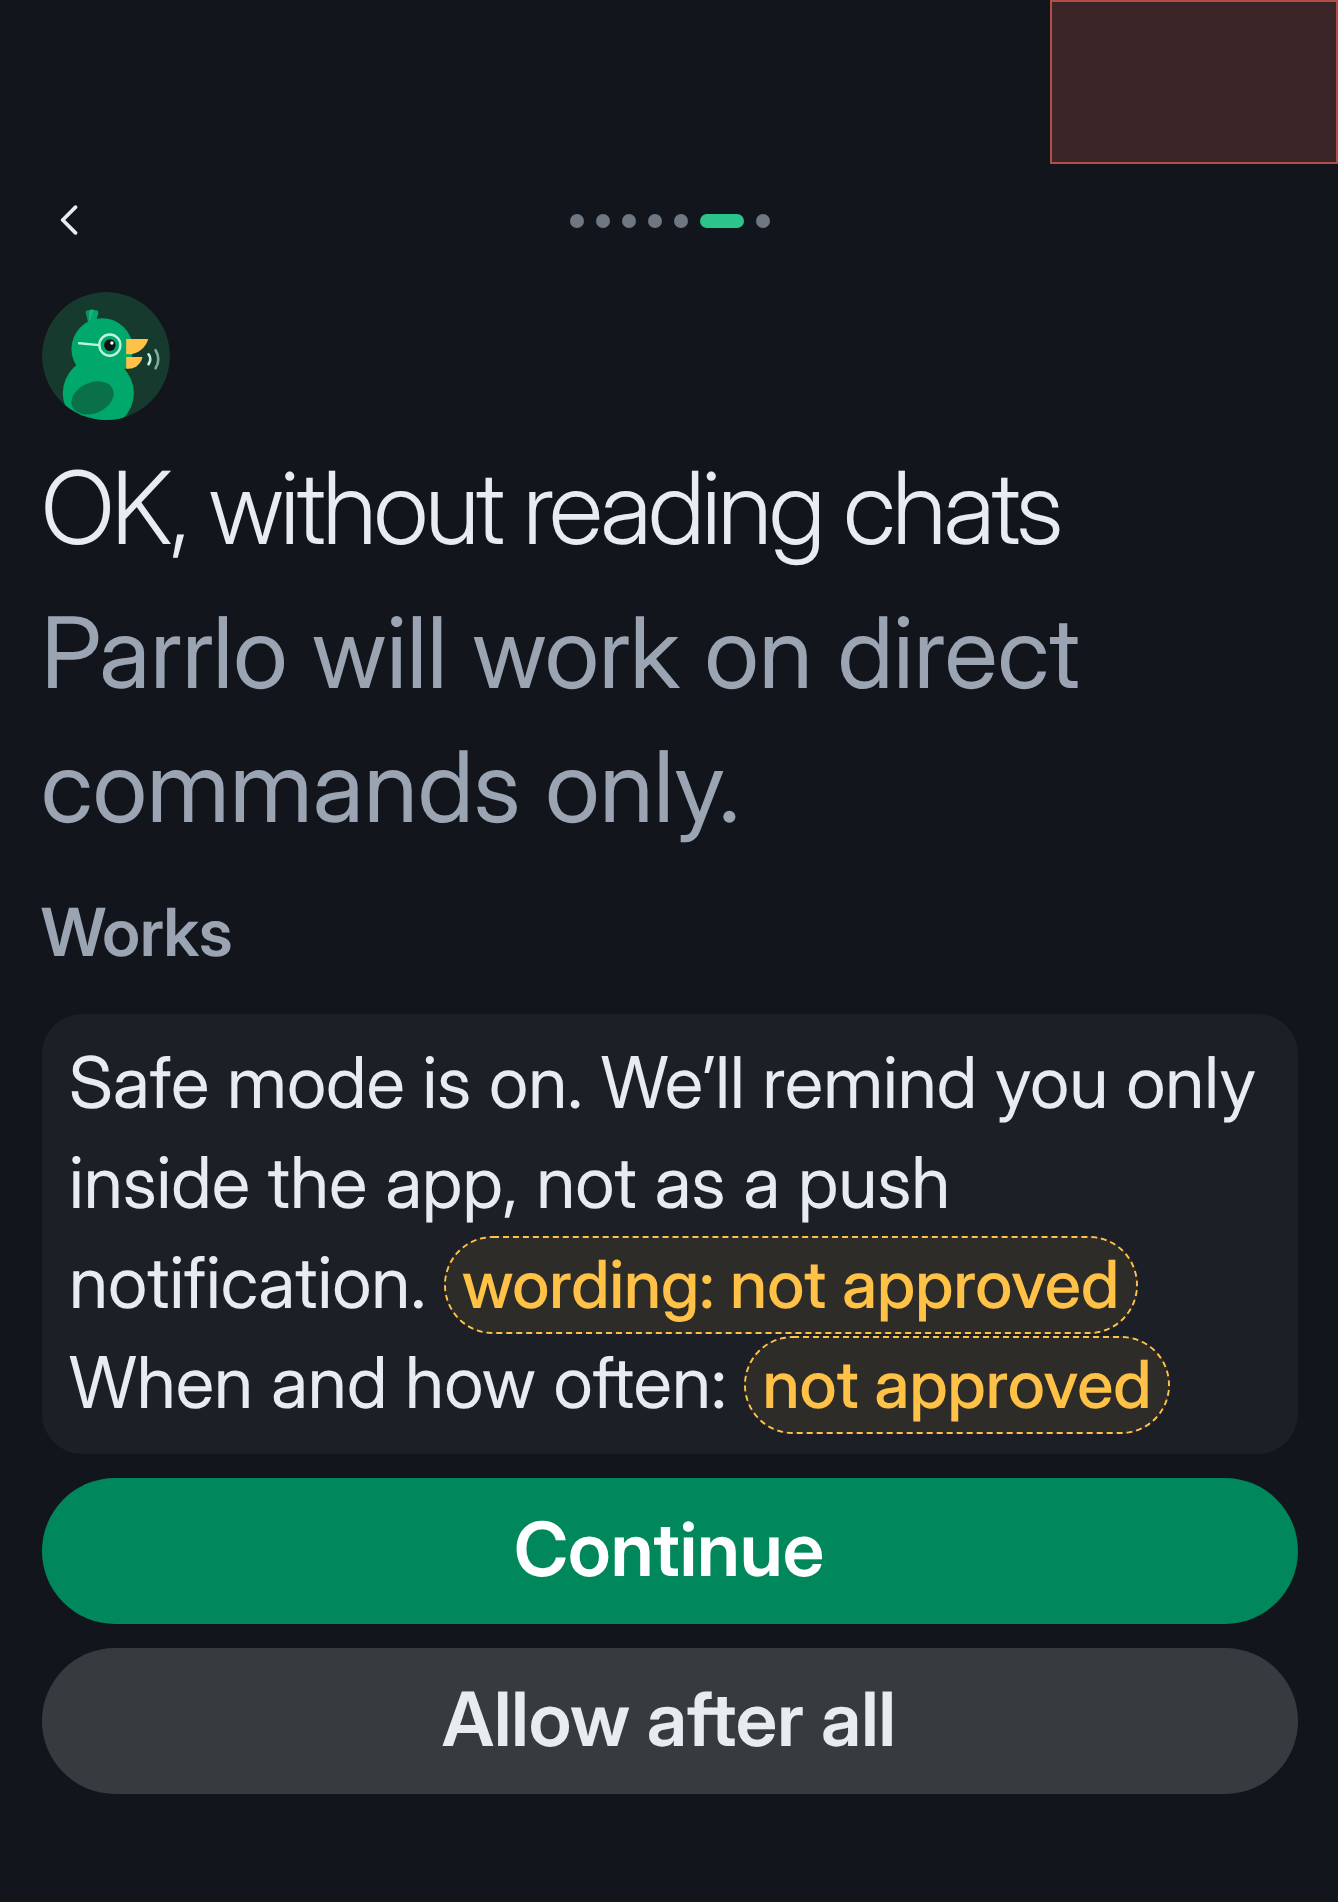 OK, without reading chats
Parrlo will work on direct
commands only.
Works
Safe mode is on. We’ll remind you only
inside the app, not as a push
notification. wording: not approved
When and how often: not approved
Continue
Allow after all